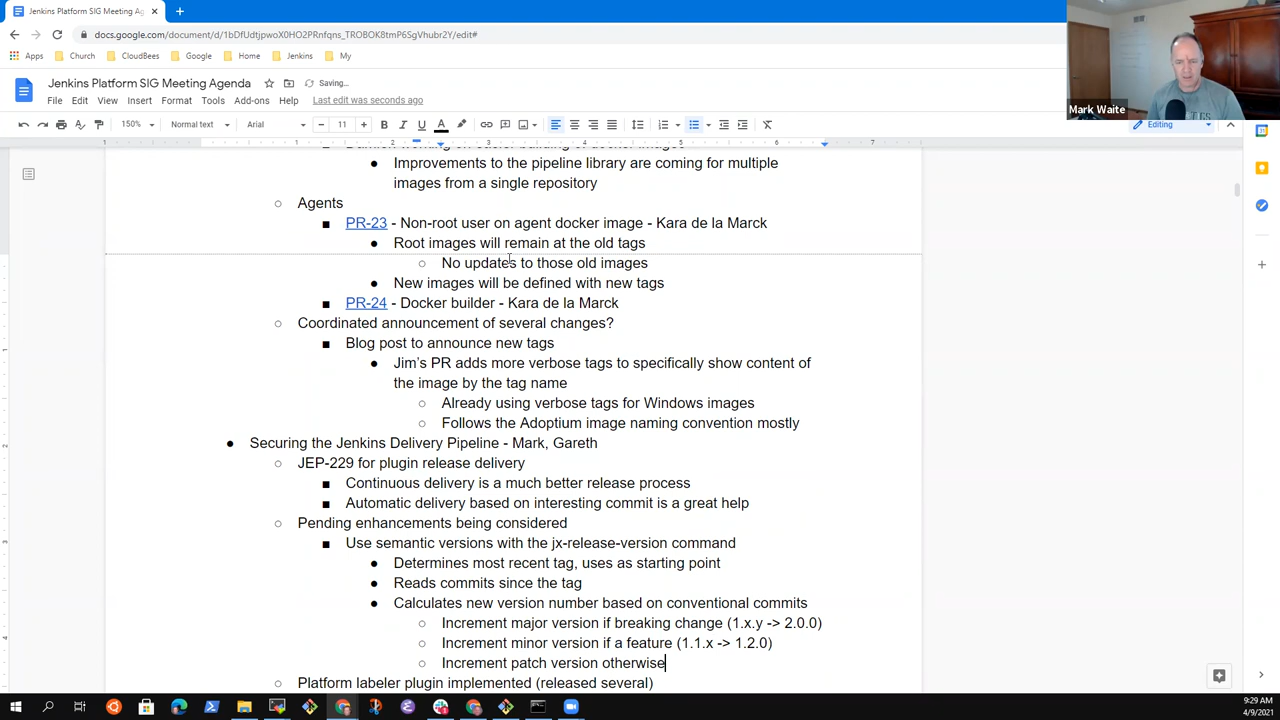 Jenkins Platform SIG Meeting Age
docs.google.com/document/d/1bDfUdtjpwoX0HO2PRnfqns_TROBOK8tmP6SgVhubr2Y/edit#
Apps Church CloudBees Google Home Jenkins My
Jenkins Platform SIG Meeting Agenda Saving...
File Edit View Insert Format Tools Add-ons Help Last edit was seconds ago
Mark Waite
150% Normal text Arial 11 Editing
1 1 2 3 4 5 6 7
Improvements to the pipeline library are coming for multiple
images from a single repository
Agents
PR-23 - Non-root user on agent docker image - Kara de la Marck
Root images will remain at the old tags
No updates to those old images
New images will be defined with new tags
PR-24 - Docker builder - Kara de la Marck
Coordinated announcement of several changes?
Blog post to announce new tags
Jim's PR adds more verbose tags to specifically show content of
the image by the tag name
Already using verbose tags for Windows images
Follows the Adoptium image naming convention mostly
Securing the Jenkins Delivery Pipeline - Mark, Gareth
JEP-229 for plugin release delivery
Continuous delivery is a much better release process
Automatic delivery based on interesting commit is a great help
Pending enhancements being considered
Use semantic versions with the jx-release-version command
Determines most recent tag, uses as starting point
Reads commits since the tag
Calculates new version number based on conventional commits
Increment major version if breaking change (1.x.y -> 2.0.0)
Increment minor version if a feature (1.1.x -> 1.2.0)
Increment patch version otherwise
Platform labeler plugin implemented (released several)
9:29 AM
4/9/2021